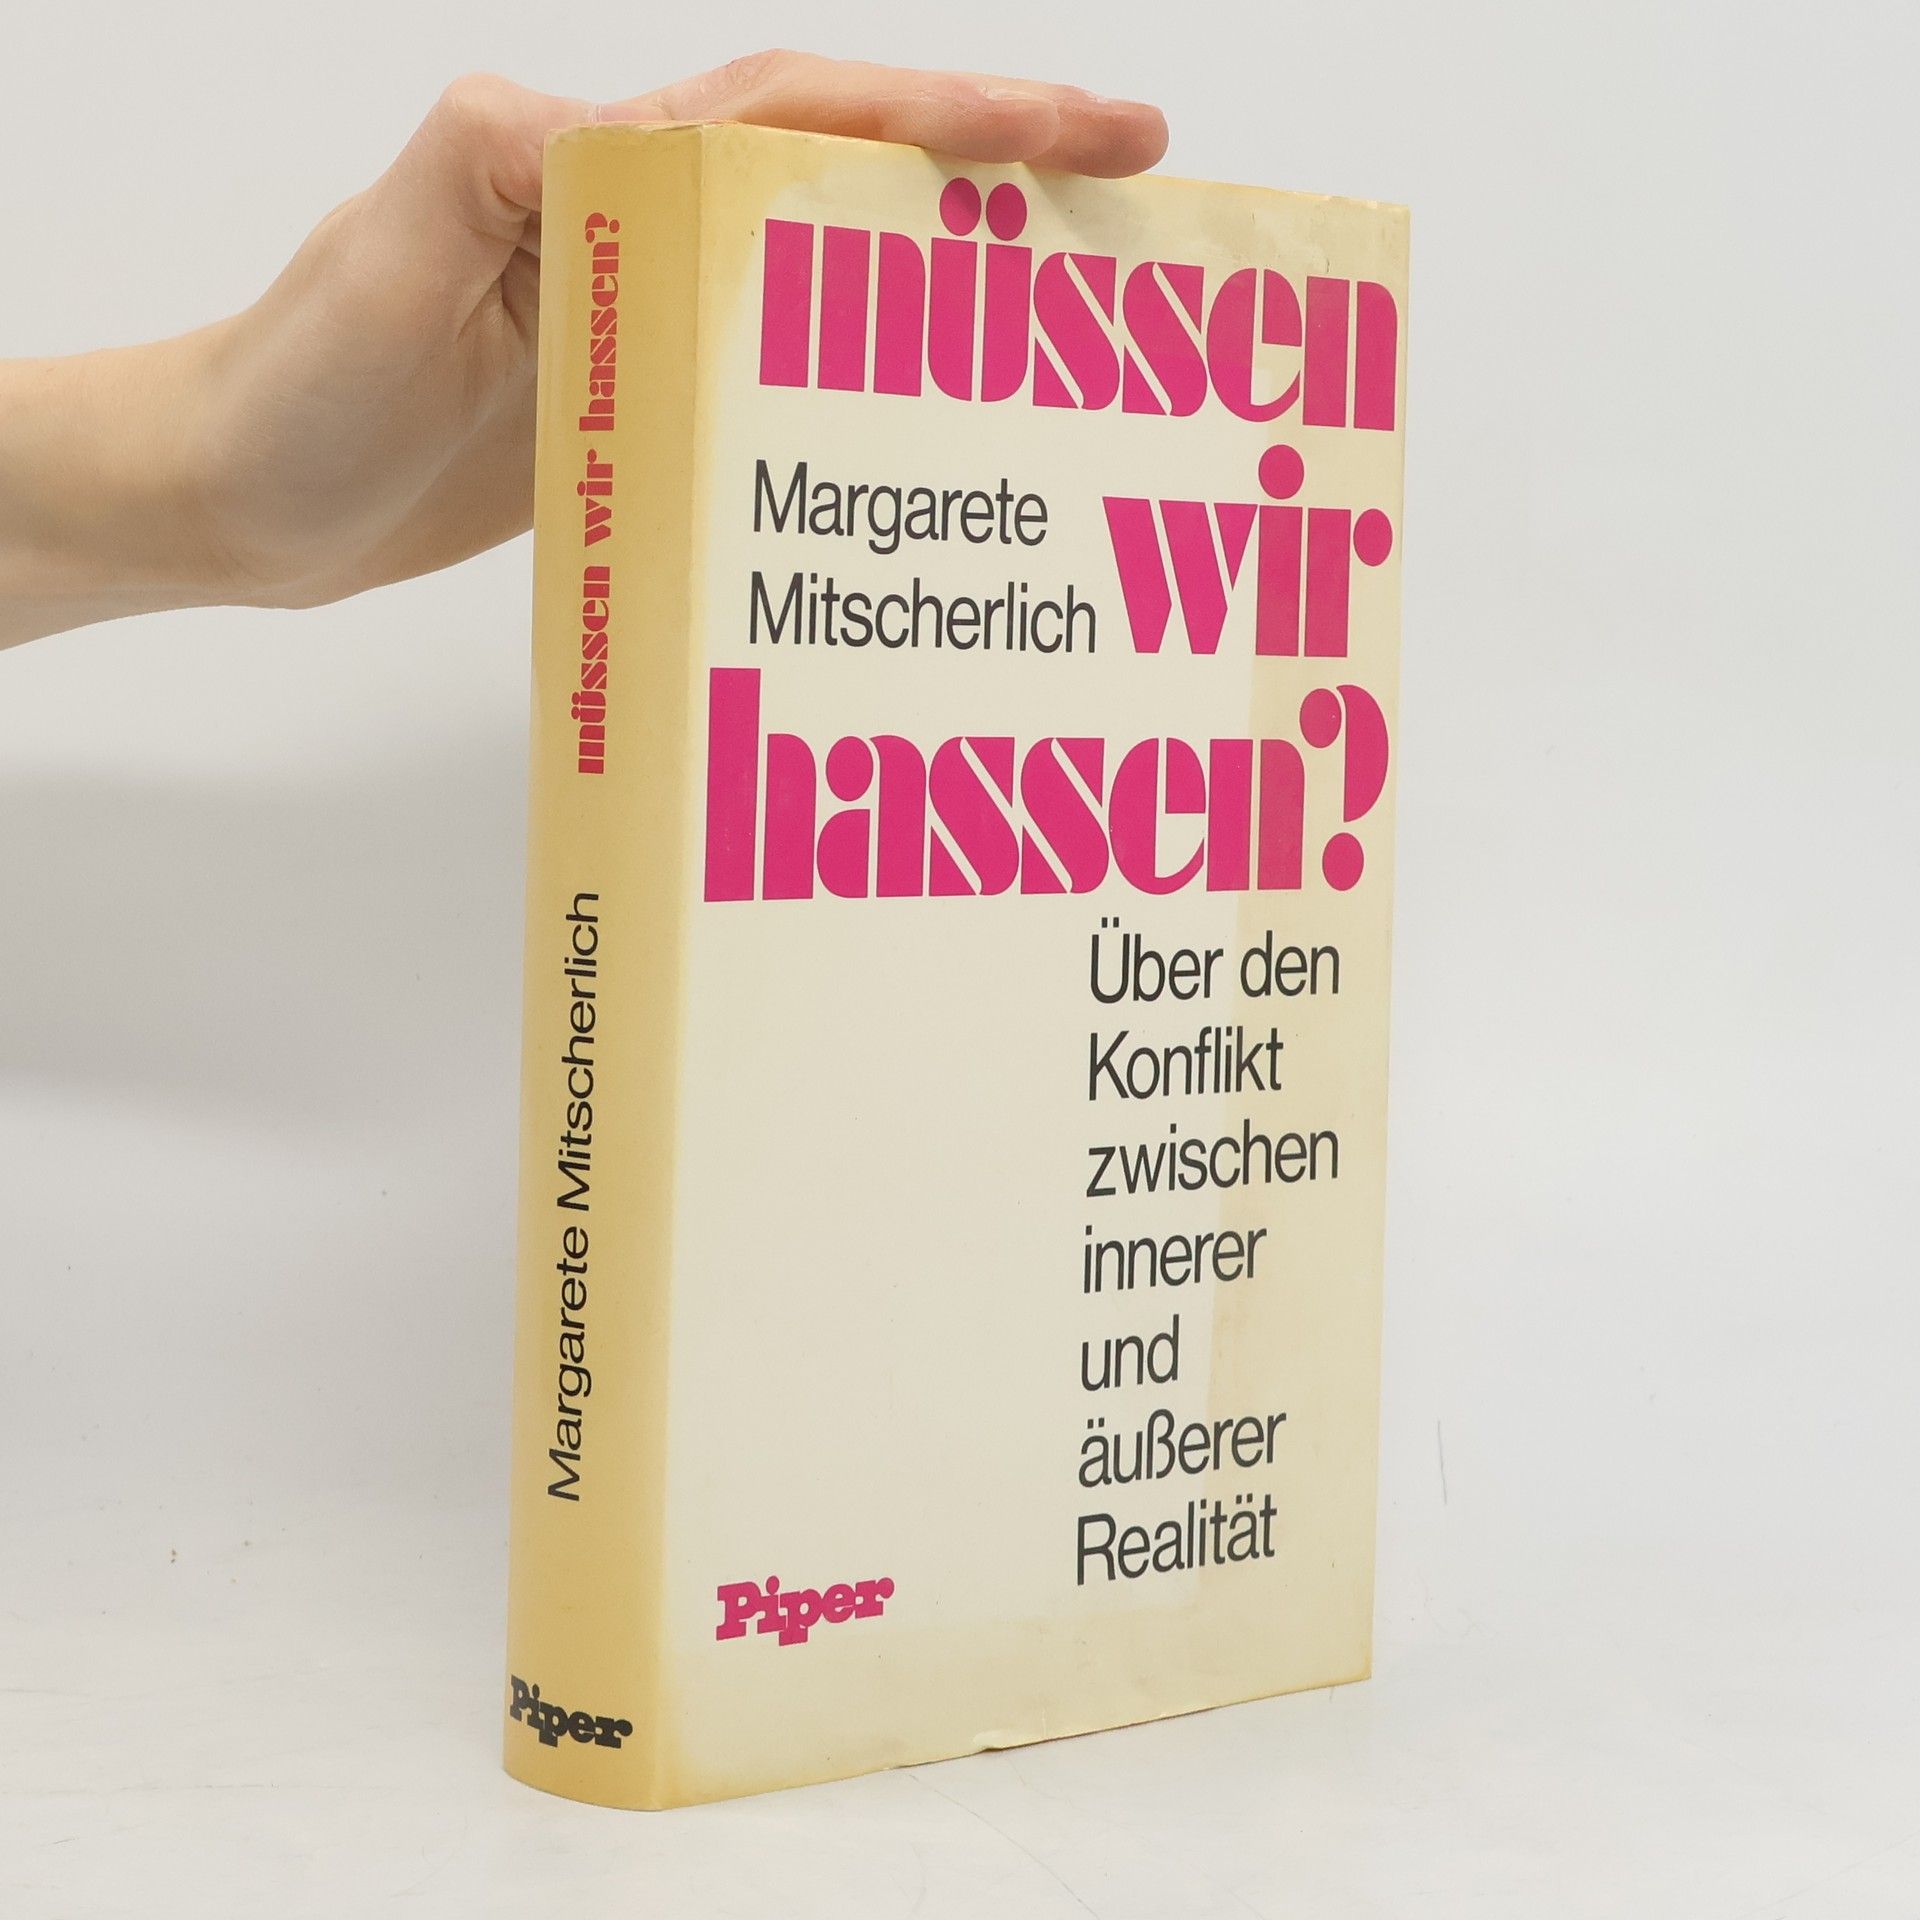 müssen
Margarete
Mitscherlich
wir
hassen?
Über den
Konflikt
zwischen
innerer
und
äußerer
Realität
Piper
Margarete Mitscherlich müssen wir hassen?
Piper